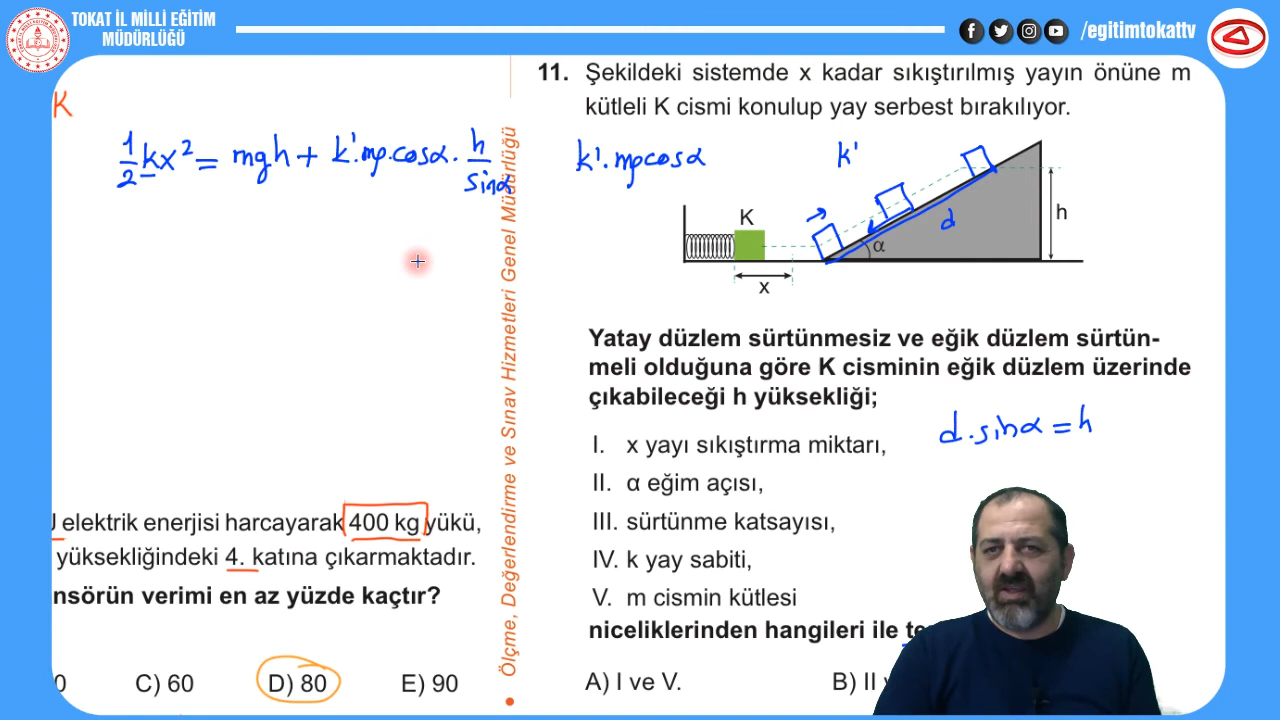 TOKAT İL MİLLİ EĞİTİM
MÜDÜRLÜĞÜ
/egitimtokattv
K
1/2 kx² = mgh + k'.mg.cosα . h/sinα
elektrik enerjisi harcayarak 400 kg yükü,
yüksekliğindeki 4. katına çıkarmaktadır.
nsörün verimi en az yüzde kaçtır?
0 C) 60 D) 80 E) 90
Ölçme, Değerlendirme ve Sınav Hizmetleri Genel Müdürlüğü
11. Şekildeki sistemde x kadar sıkıştırılmış yayın önüne m
kütleli K cismi konulup yay serbest bırakılıyor.
k'.mgcosα
k'
K
d
h
α
x
Yatay düzlem sürtünmesiz ve eğik düzlem sürtün-
meli olduğuna göre K cisminin eğik düzlem üzerinde
çıkabileceği h yüksekliği;
d.sinα = h
I. x yayı sıkıştırma miktarı,
II. α eğim açısı,
III. sürtünme katsayısı,
IV. k yay sabiti,
V. m cismin kütlesi
niceliklerinden hangileri ile
A) I ve V. B) II